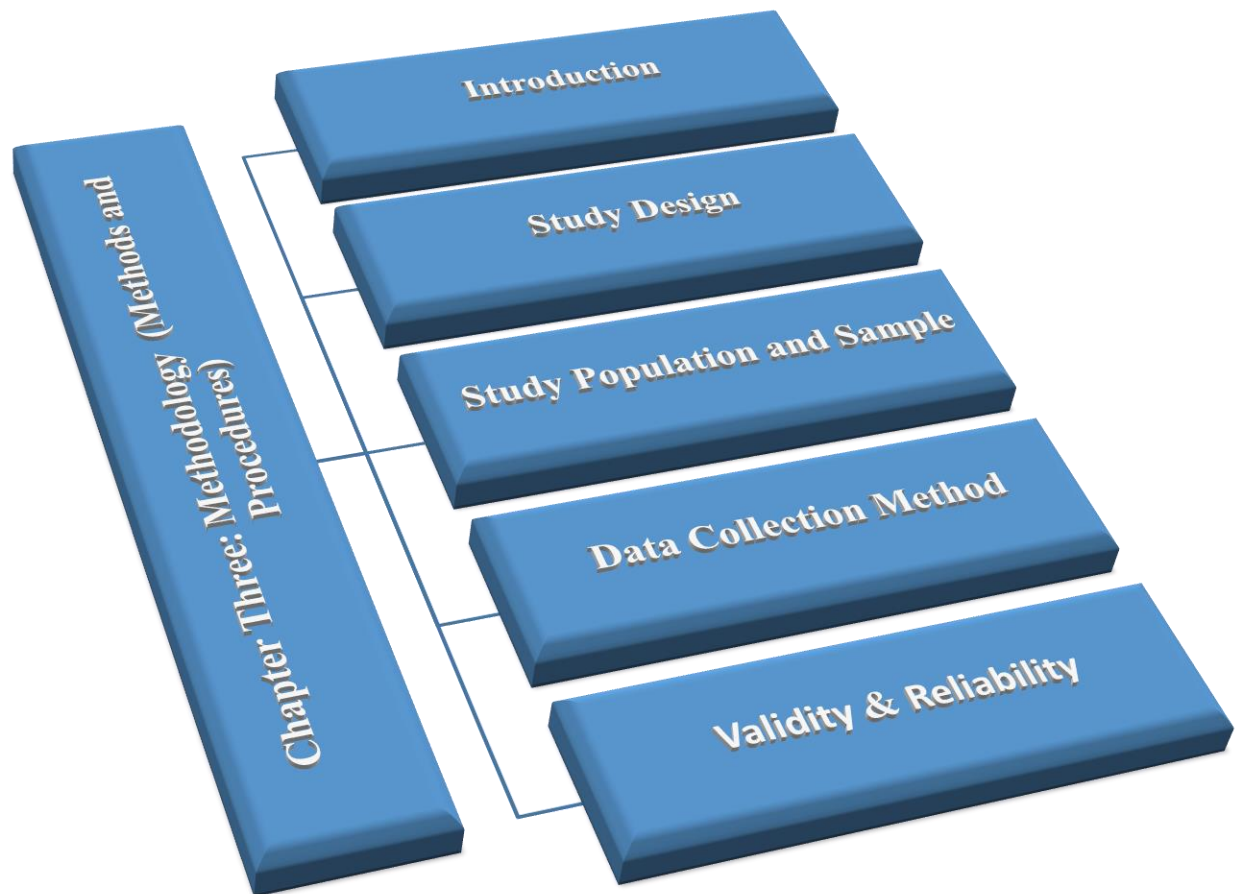 Chapter Three: Methodology (Methods and
Procedures)
Introduction
Study Design
Study Population and Sample
Data Collection Method
Validity & Reliability